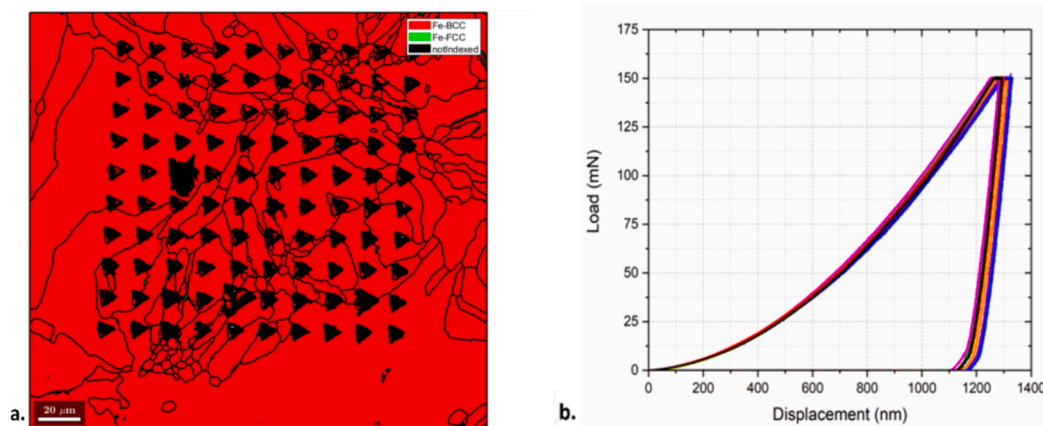 Fe-BCC
Fe-FCC
notIndexed
20 μm
a.
175
150
125
100
75
50
25
0
Load (mN)
0 200 400 600 800 1000 1200 1400
Displacement (nm)
b.